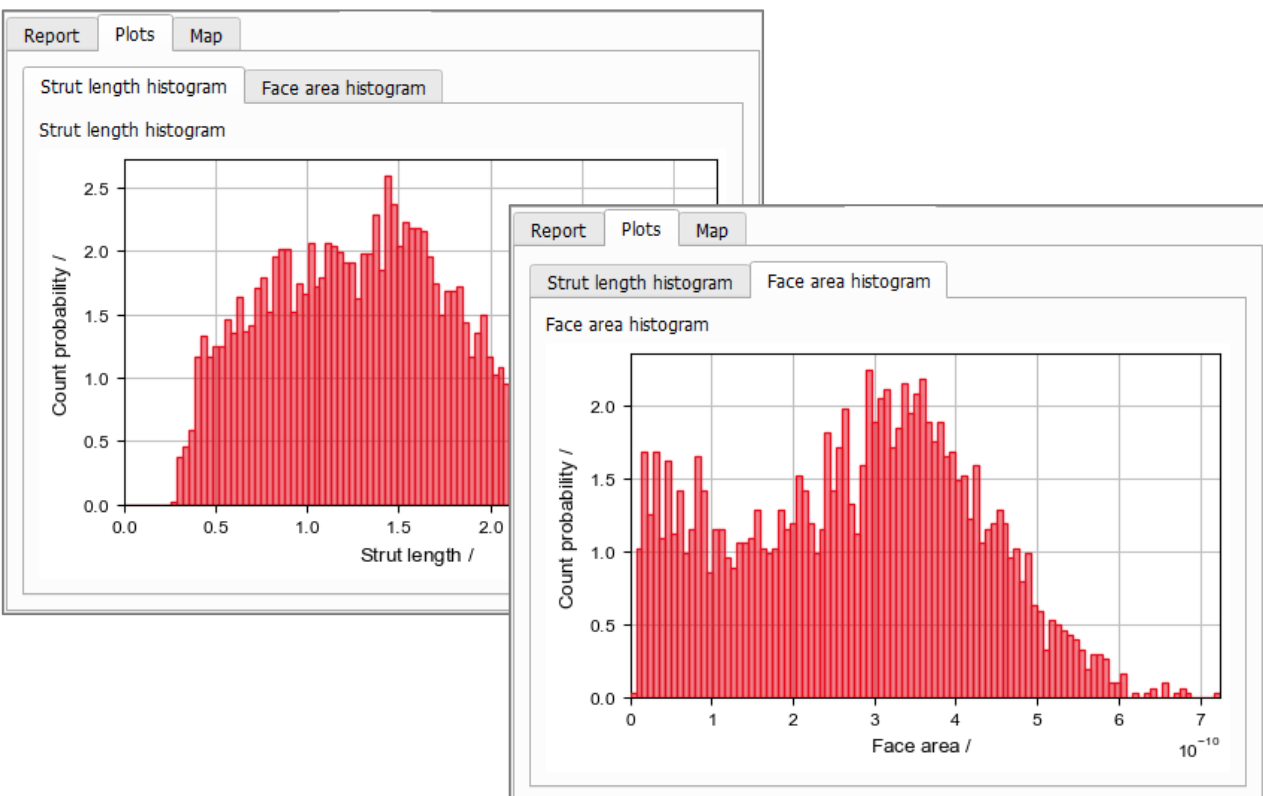 Report Plots Map
Strut length histogram Face area histogram
Strut length histogram
2.5
2.0
1.5
1.0
0.5
0.0
Count probability /
0.0 0.5 1.0 1.5 2.0
Strut length /
Report Plots Map
Strut length histogram Face area histogram
Face area histogram
2.0
1.5
1.0
0.5
0.0
Count probability /
0 1 2 3 4 5 6 7
Face area /
10⁻¹⁰